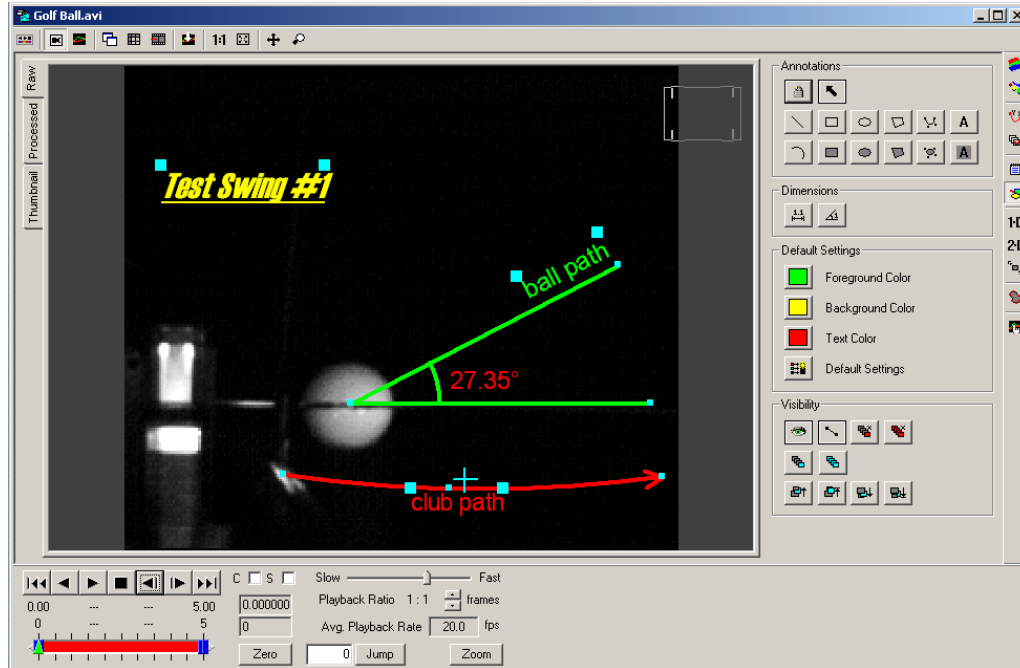 Golf Ball.avi
1:1
Raw
Processed
Thumbnail
Test Swing #1
ball path
27.35°
club path
Annotations
A
A
Dimensions
1:1
Default Settings
Foreground Color
Background Color
Text Color
Default Settings
Visibility
C S Slow Fast
0.00 --- --- 5.00
0.000000
Playback Ratio 1 : 1 frames
0 --- --- 5
0
Avg. Playback Rate 20.0 fps
Zero 0 Jump Zoom